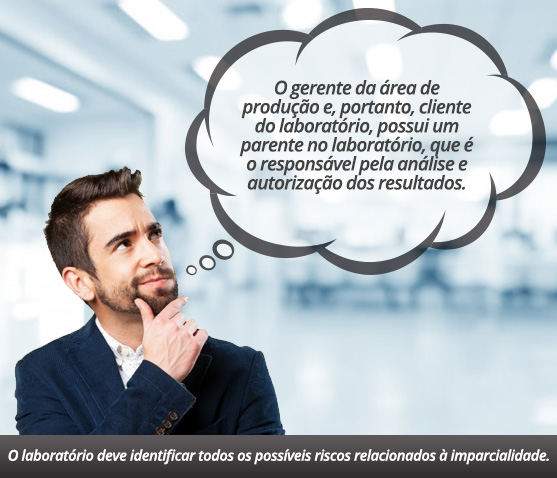 O gerente da área de
produção e, portanto, cliente
do laboratório, possui um
parente no laboratório, que é
o responsável pela análise e
autorização dos resultados.
O laboratório deve identificar todos os possíveis riscos relacionados à imparcialidade.